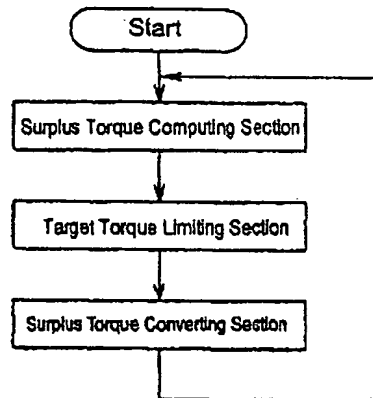 Start
Surplus Torque Computing Section
Target Torque Limiting Section
Surplus Torque Converting Section